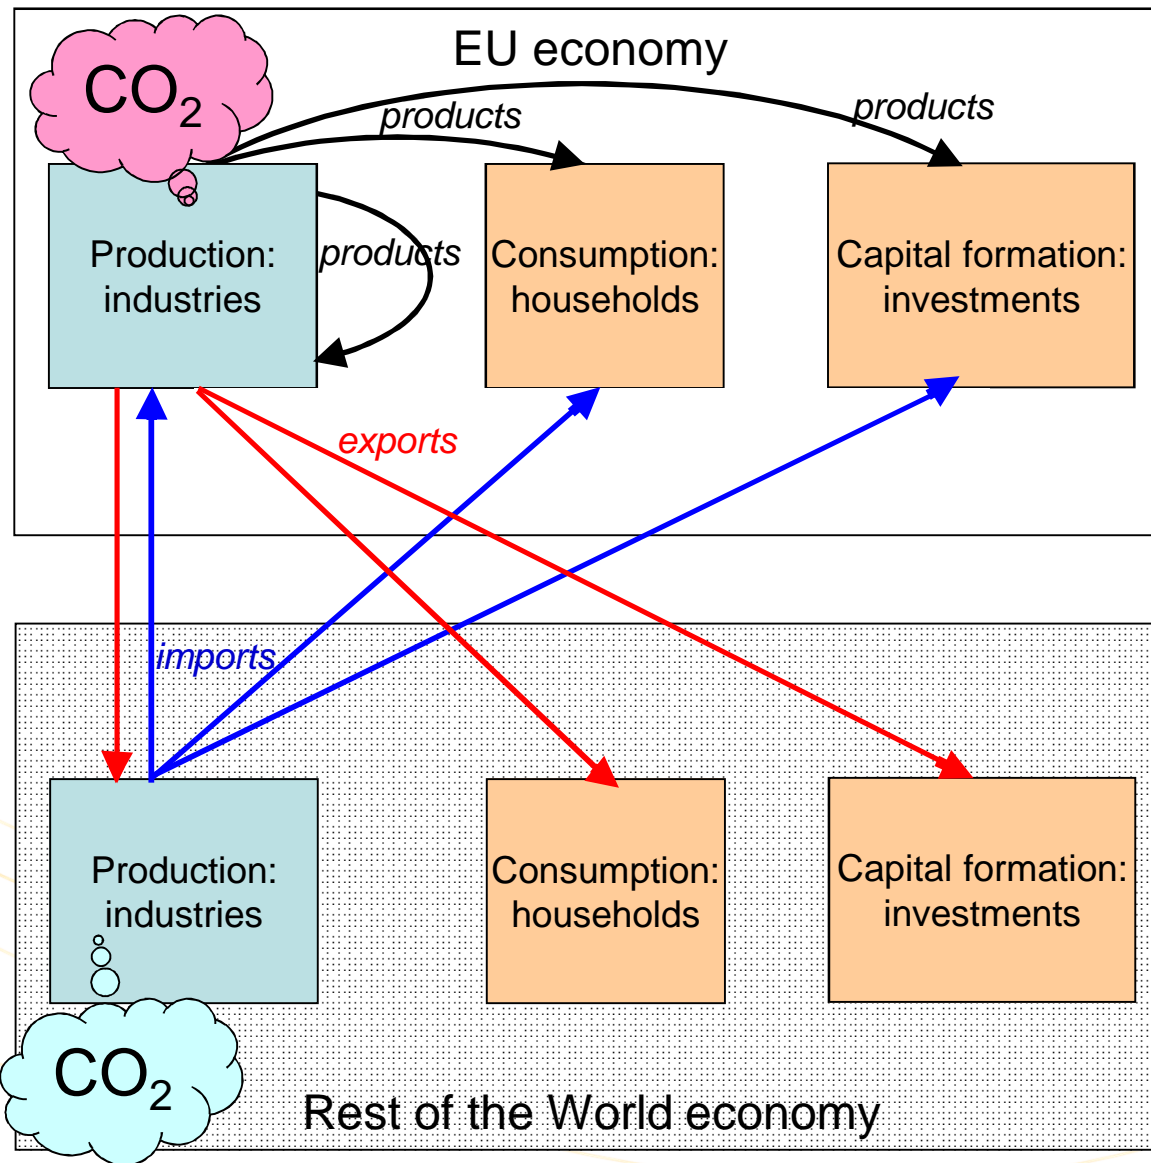 EU economy
CO₂
products
products
products
Production:
industries
Consumption:
households
Capital formation:
investments
exports
imports
Production:
industries
Consumption:
households
Capital formation:
investments
CO₂
Rest of the World economy